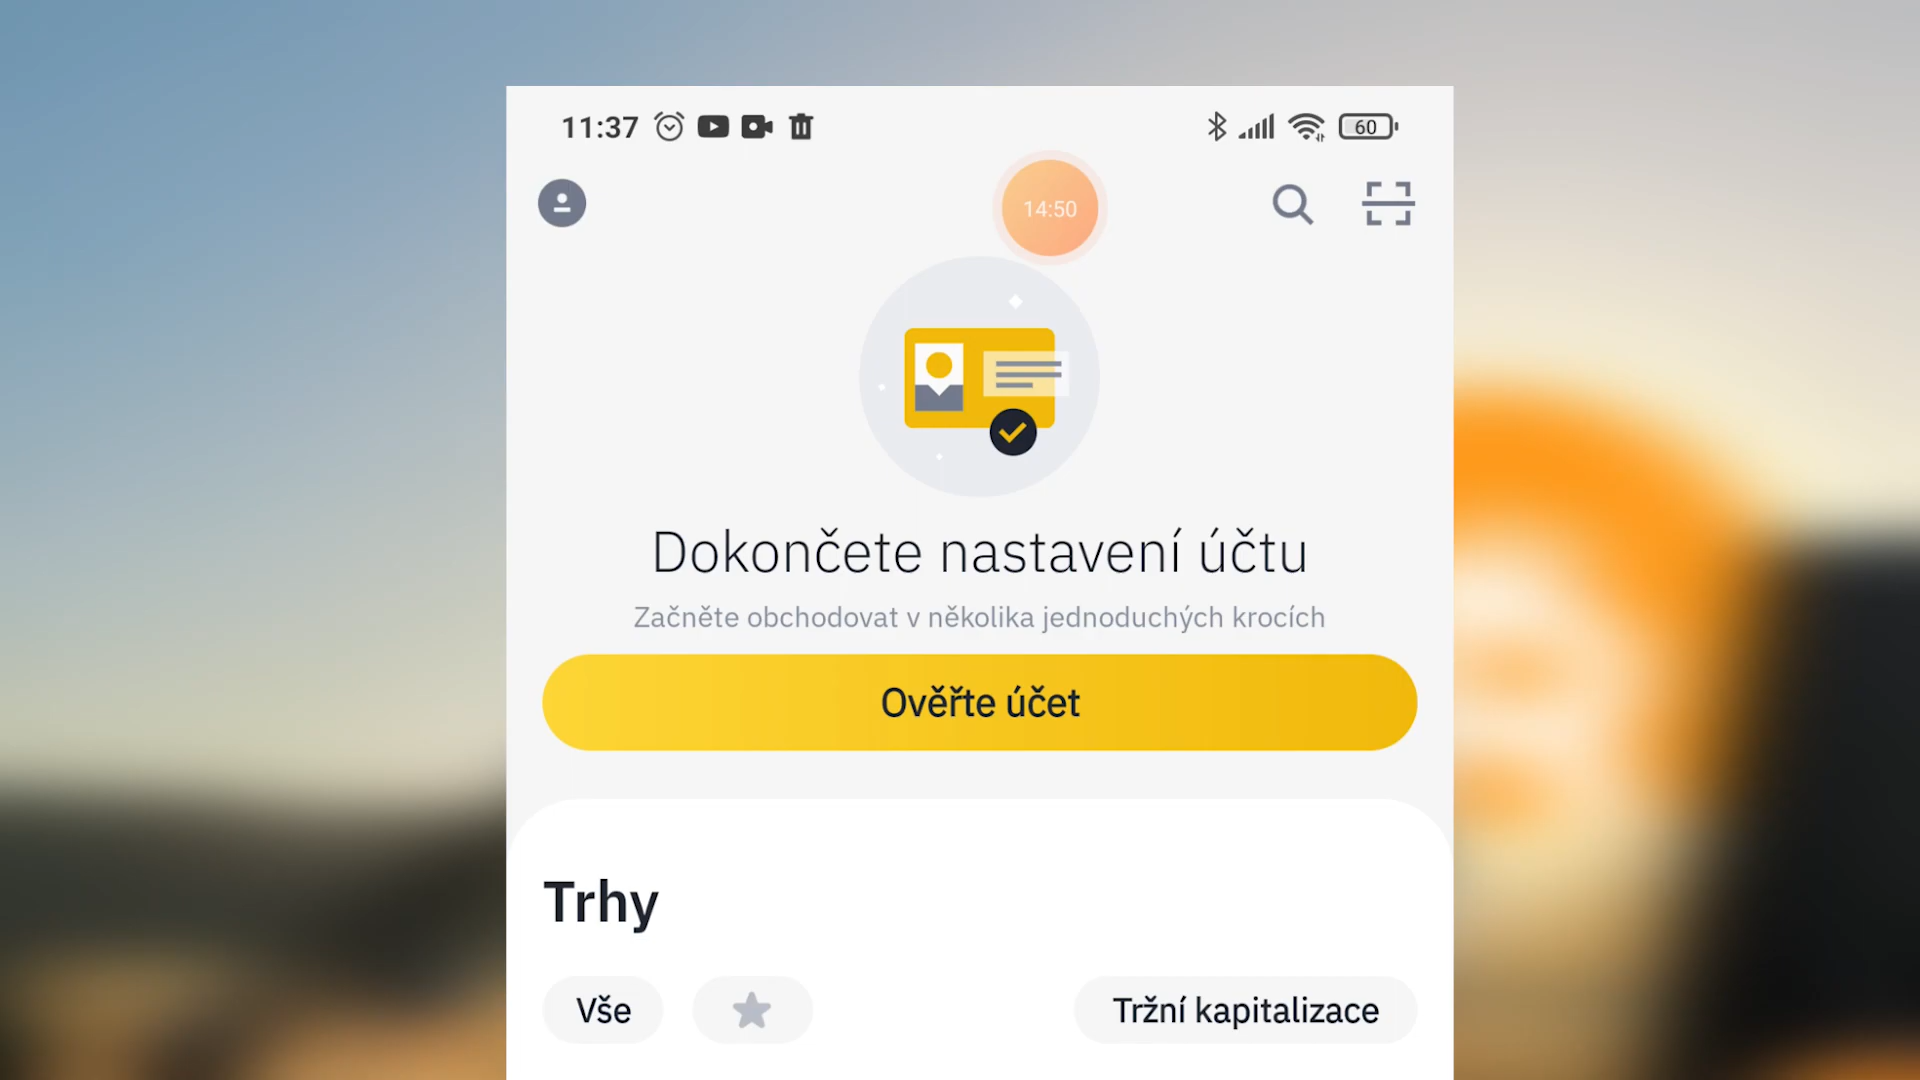 11:37
60
14:50
Dokončete nastavení účtu
Začněte obchodovat v několika jednoduchých krocích
Ověřte účet
Trhy
Vše
Tržní kapitalizace